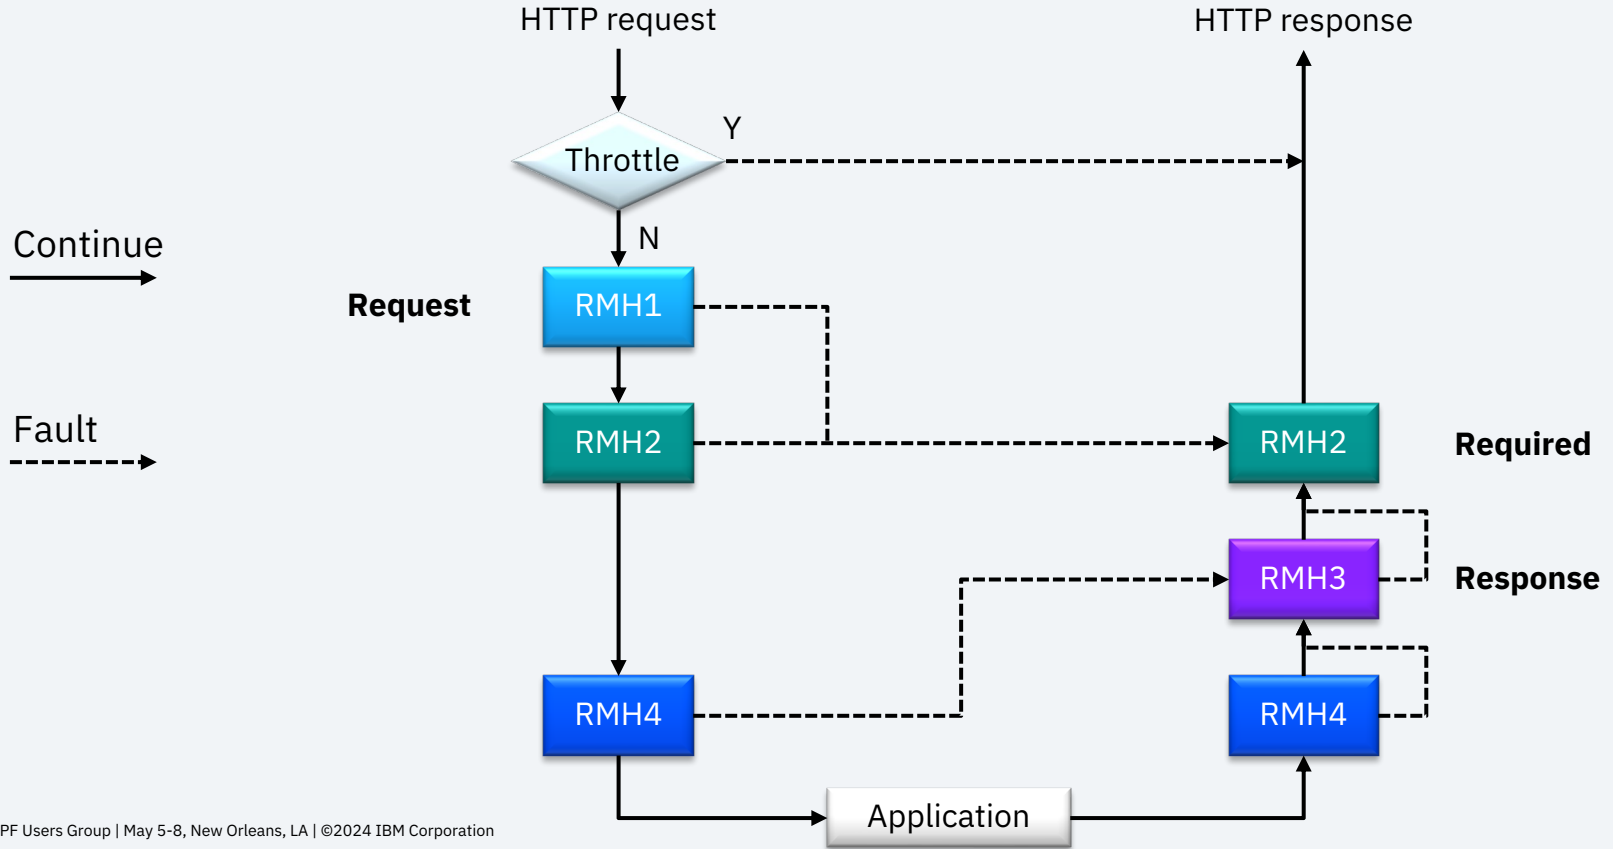 HTTP request
HTTP response
Y
Throttle
N
Continue
Request
RMH1
Fault
RMH2
RMH2
Required
RMH3
Response
RMH4
RMH4
Application
PF Users Group | May 5-8, New Orleans, LA | ©2024 IBM Corporation